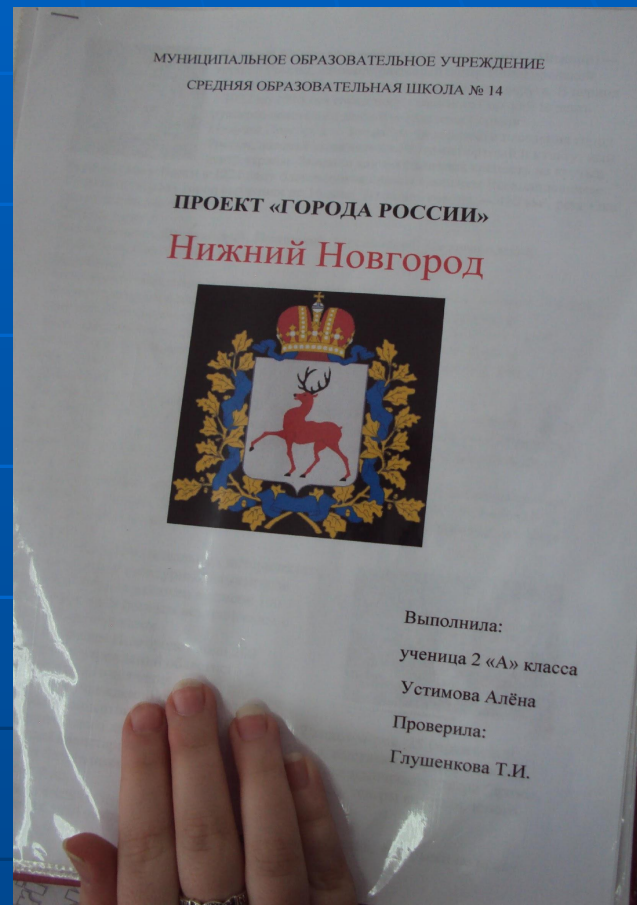 МУНИЦИПАЛЬНОЕ ОБРАЗОВАТЕЛЬНОЕ УЧРЕЖДЕНИЕ
СРЕДНЯЯ ОБРАЗОВАТЕЛЬНАЯ ШКОЛА № 14
ПРОЕКТ «ГОРОДА РОССИИ»
Нижний Новгород
Выполнила:
ученица 2 «А» класса
Устимова Алёна
Проверила:
Глушенкова Т.И.